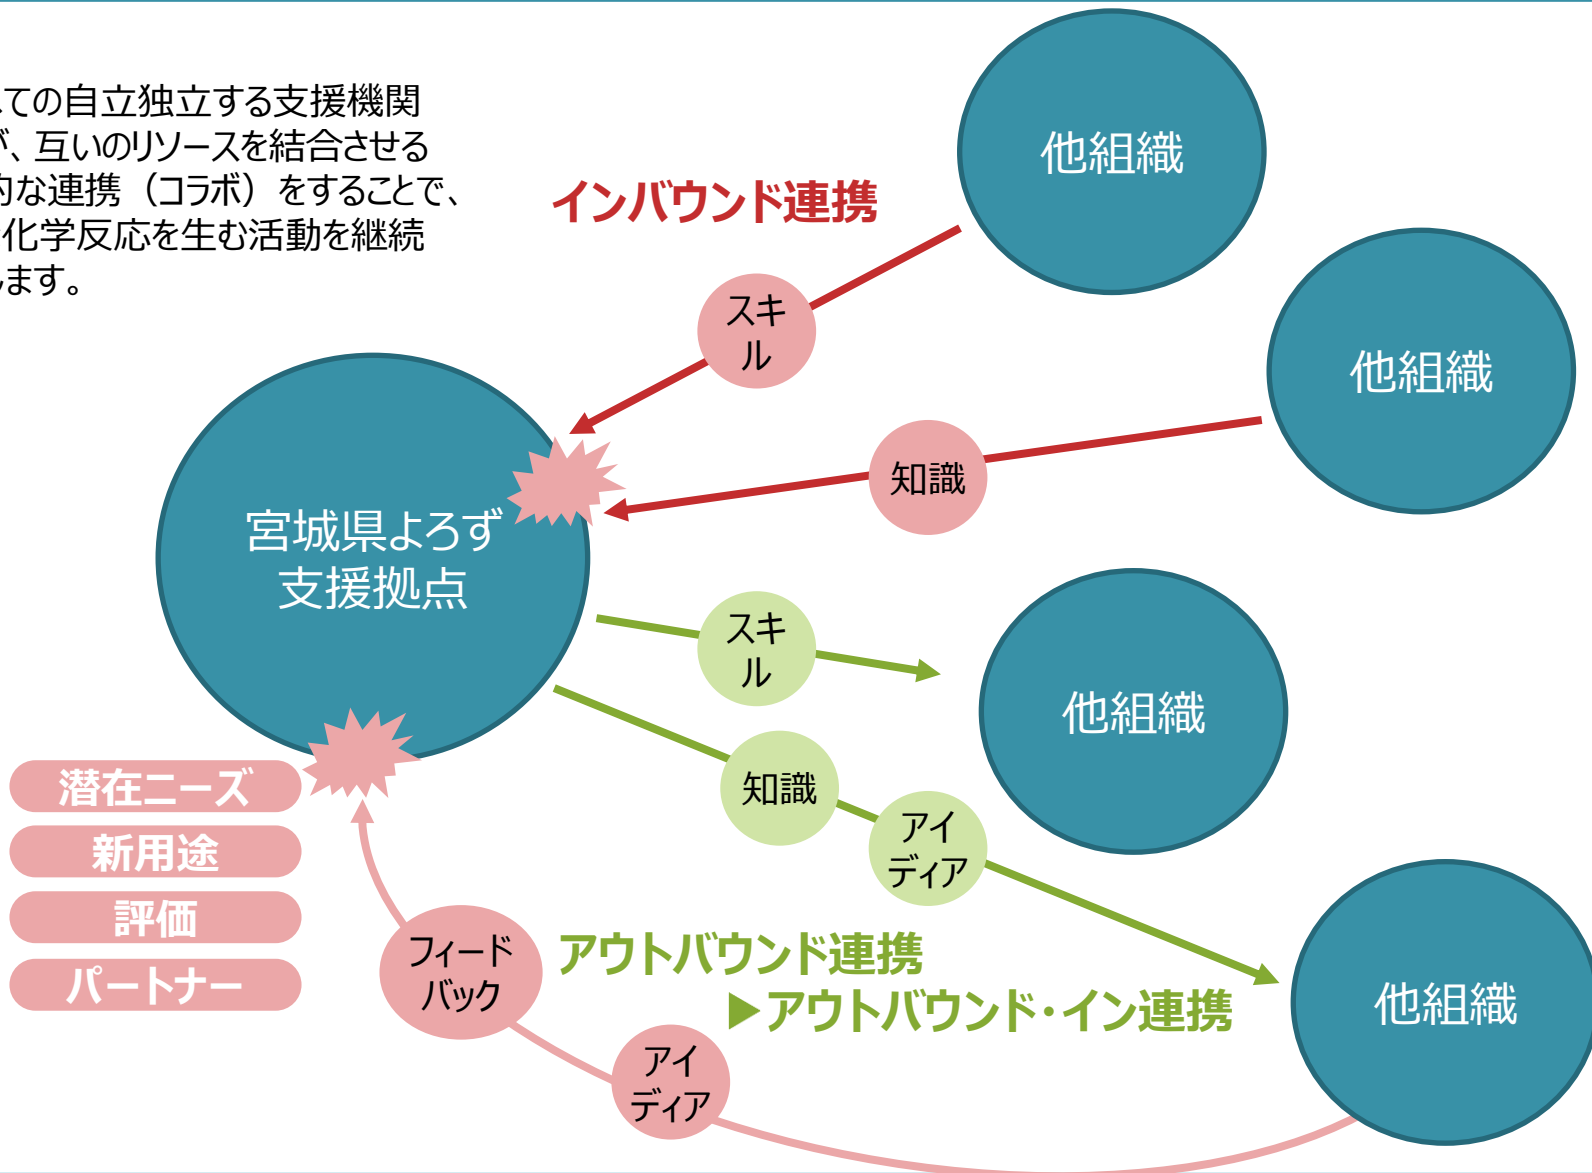 ての自立独立する支援機関
が、互いのリソースを結合させる
的な連携（コラボ）をすることで、
化学反応を生む活動を継続
します。
インバウンド連携
他組織
他組織
スキ
ル
知識
宮城県よろず
支援拠点
スキ
ル
他組織
知識
アイ
ディア
潜在ニーズ
新用途
評価
パートナー
フィード
バック
アウトバウンド連携
▶アウトバウンド・イン連携
他組織
アイ
ディア